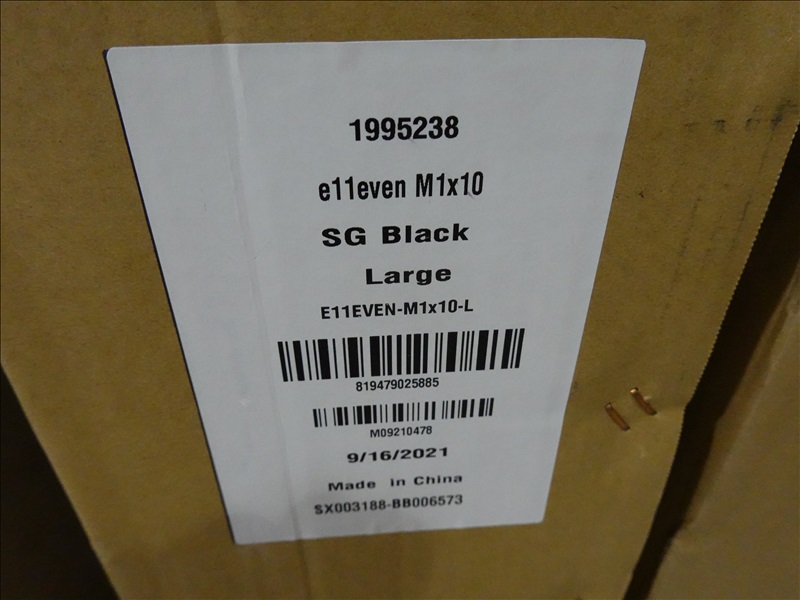 1995238
e11even M1x10
SG Black
Large
E11EVEN-M1x10-L
819479025885
M09210478
9/16/2021
Made in China
SX003188-BB006573